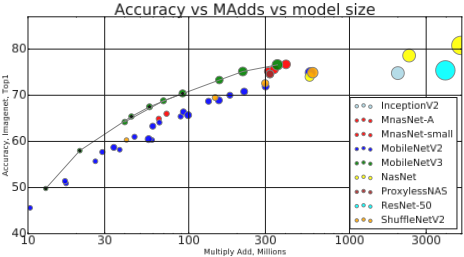 Accuracy vs MAdds vs model size
Accuracy, Imagenet, Top1
80
70
60
50
40
InceptionV2
MnasNet-A
MnasNet-small
MobileNetV2
MobileNetV3
NasNet
ProxylessNAS
ResNet-50
ShuffleNetV2
10 30 100 300 1000 3000
Multiply Add, Millions